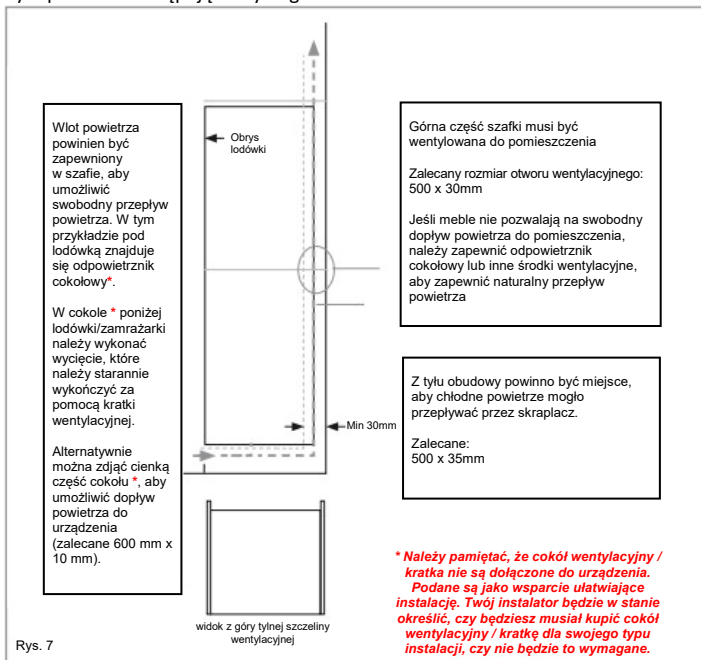 Wlot powietrza
powinien być
zapewniony
w szafie, aby
umożliwić
swobodny przepływ
powietrza. W tym
przykładzie pod
lodówką znajduje
się odpowietrznik
cokołowy*.
W cokole * poniżej
lodówki/zamrażarki
należy wykonać
wycięcie, które
należy starannie
wykończyć za
pomocą kratki
wentylacyjnej.
Alternatywnie
można zdjąć cienką
część cokołu *, aby
umożliwić dopływ
powietrza do
urządzenia
(zalecane 600 mm x
10 mm).
Obrys
lodówki
Min 30mm
Górna część szafki musi być
wentylowana do pomieszczenia
Zalecany rozmiar otworu wentylacyjnego:
500 x 30mm
Jeśli meble nie pozwalają na swobodny
dopływ powietrza do pomieszczenia,
należy zapewnić odpowietrznik
cokołowy lub inne środki wentylacyjne,
aby zapewnić naturalny przepływ
powietrza
Z tyłu obudowy powinno być miejsce,
aby chłodne powietrze mogło
przepływać przez skraplacz.
Zalecane:
500 x 35mm
widok z góry tylnej szczeliny
wentylacyjnej
* Należy pamiętać, że cokół wentylacyjny /
kratka nie są dołączone do urządzenia.
Podane są jako wsparcie ułatwiające
instalację. Twój instalator będzie w stanie
określić, czy będziesz musiał kupić cokół
wentylacyjny / kratkę dla swojego typu
instalacji, czy nie będzie to wymagane.
Rys. 7